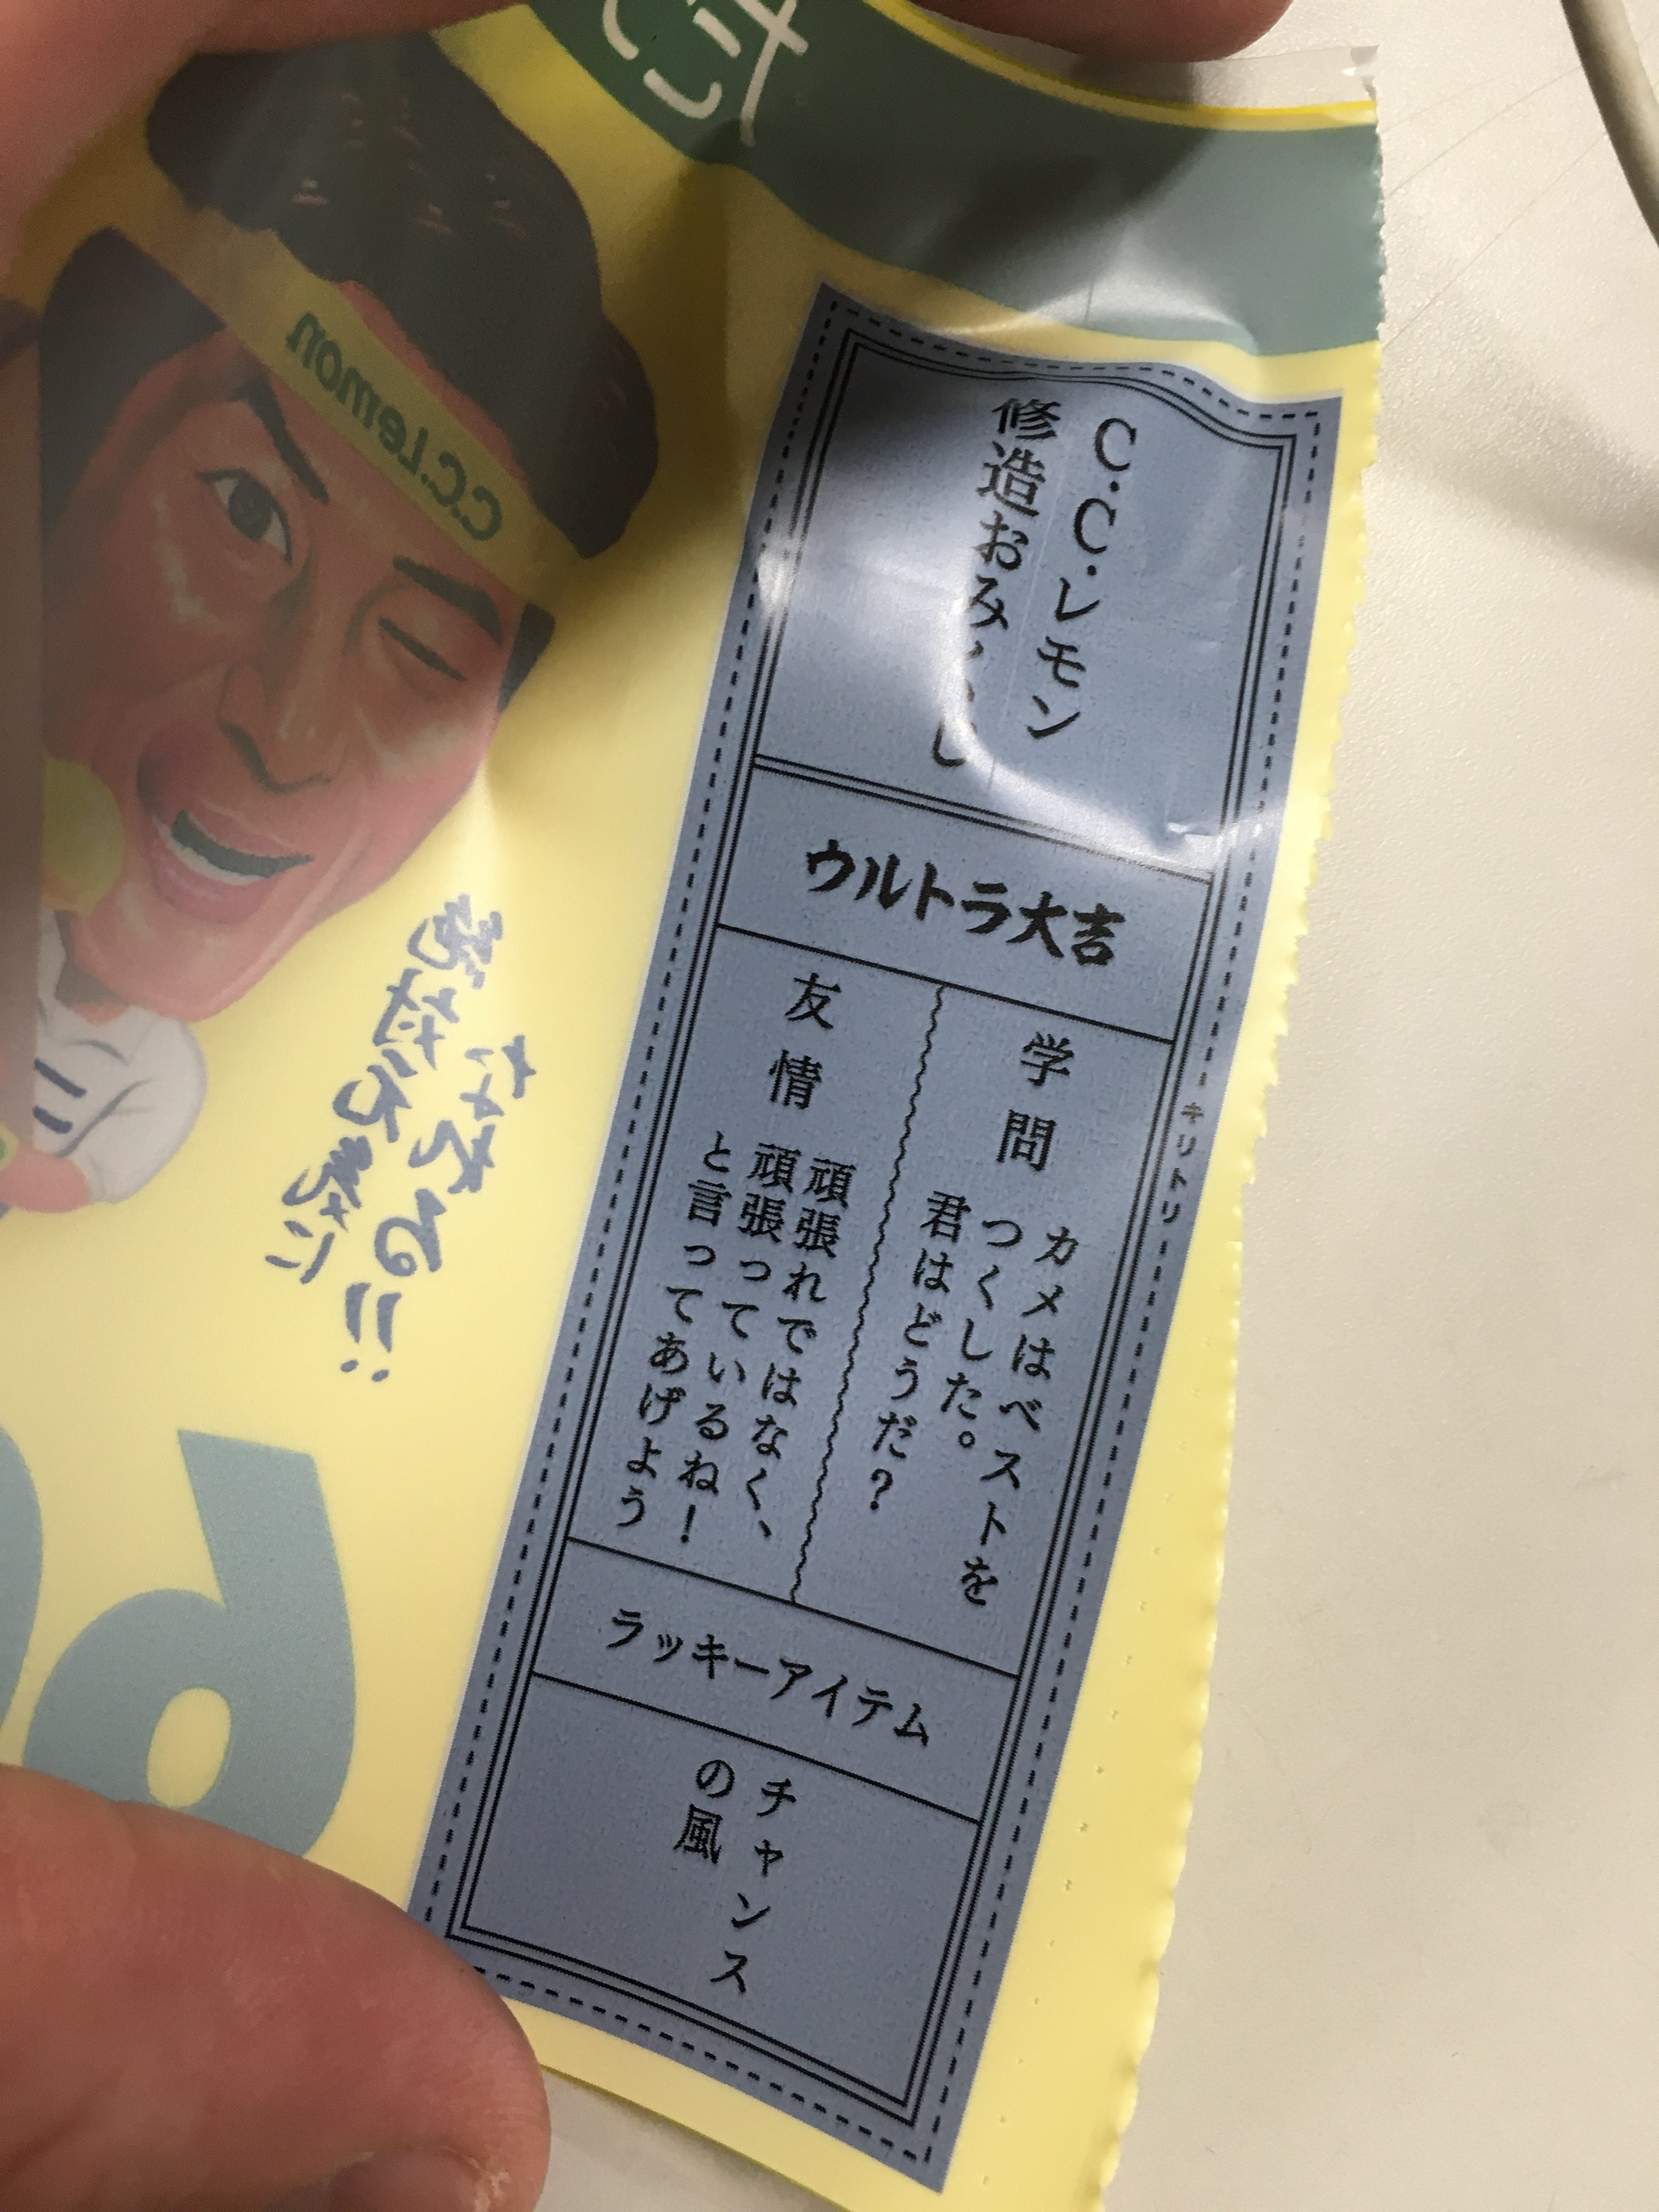 C.C.レモン
修造おみくじ
ウルトラ大吉
学問
カメはベストを
つくした。
君はどうだ？
友情
頑張れではなく、
頑張っているね！
と言ってあげよう
ラッキーアイテム
チャンス
の風
キリトリ
C.C.Lemon